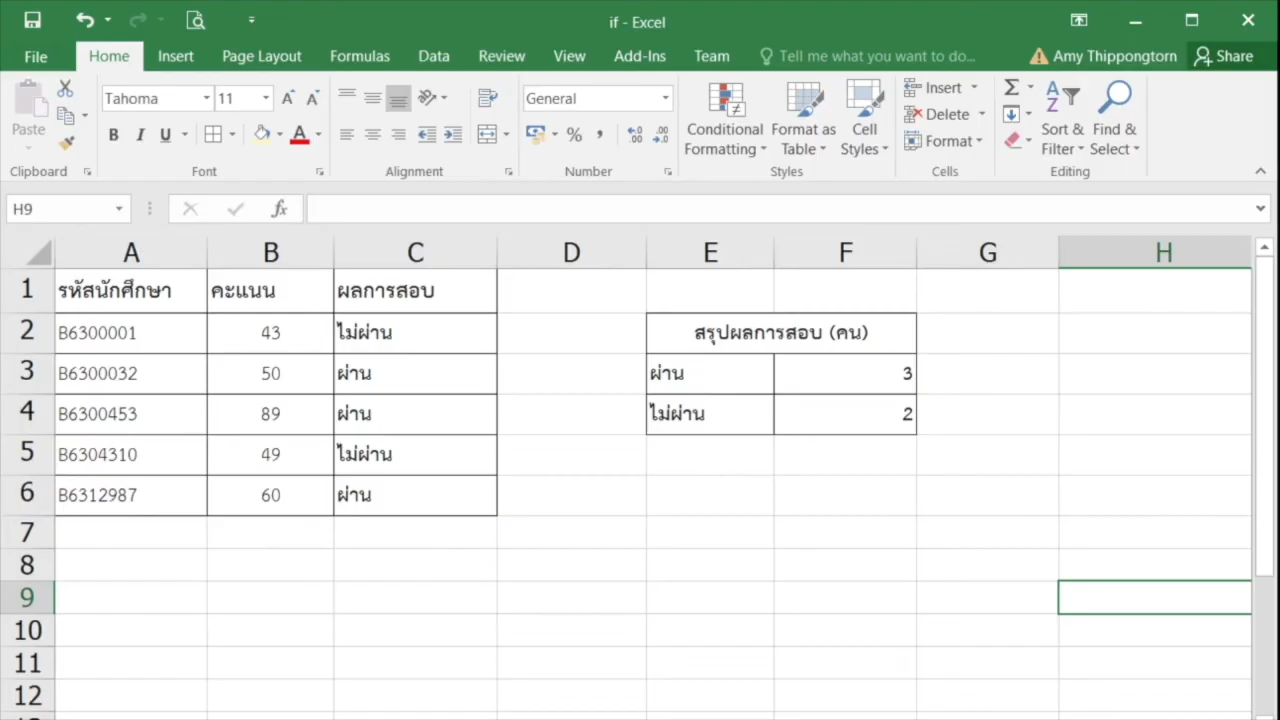 if - Excel
File Home Insert Page Layout Formulas Data Review View Add-Ins Team Tell me what you want to do... Amy Thippongtorn Share
Paste
Clipboard
Tahoma 11
B I U A
Font
Alignment
General
% ,
Number
Conditional Formatting
Format as Table
Cell Styles
Styles
Insert
Delete
Format
Cells
Σ
Sort & Filter
Find & Select
Editing
H9 fx
A B C D E F G H
1 รหัสนักศึกษา คะแนน ผลการสอบ
2 B6300001 43 ไม่ผ่าน สรุปผลการสอบ (คน)
3 B6300032 50 ผ่าน ผ่าน 3
4 B6300453 89 ผ่าน ไม่ผ่าน 2
5 B6304310 49 ไม่ผ่าน
6 B6312987 60 ผ่าน
7
8
9
10
11
12